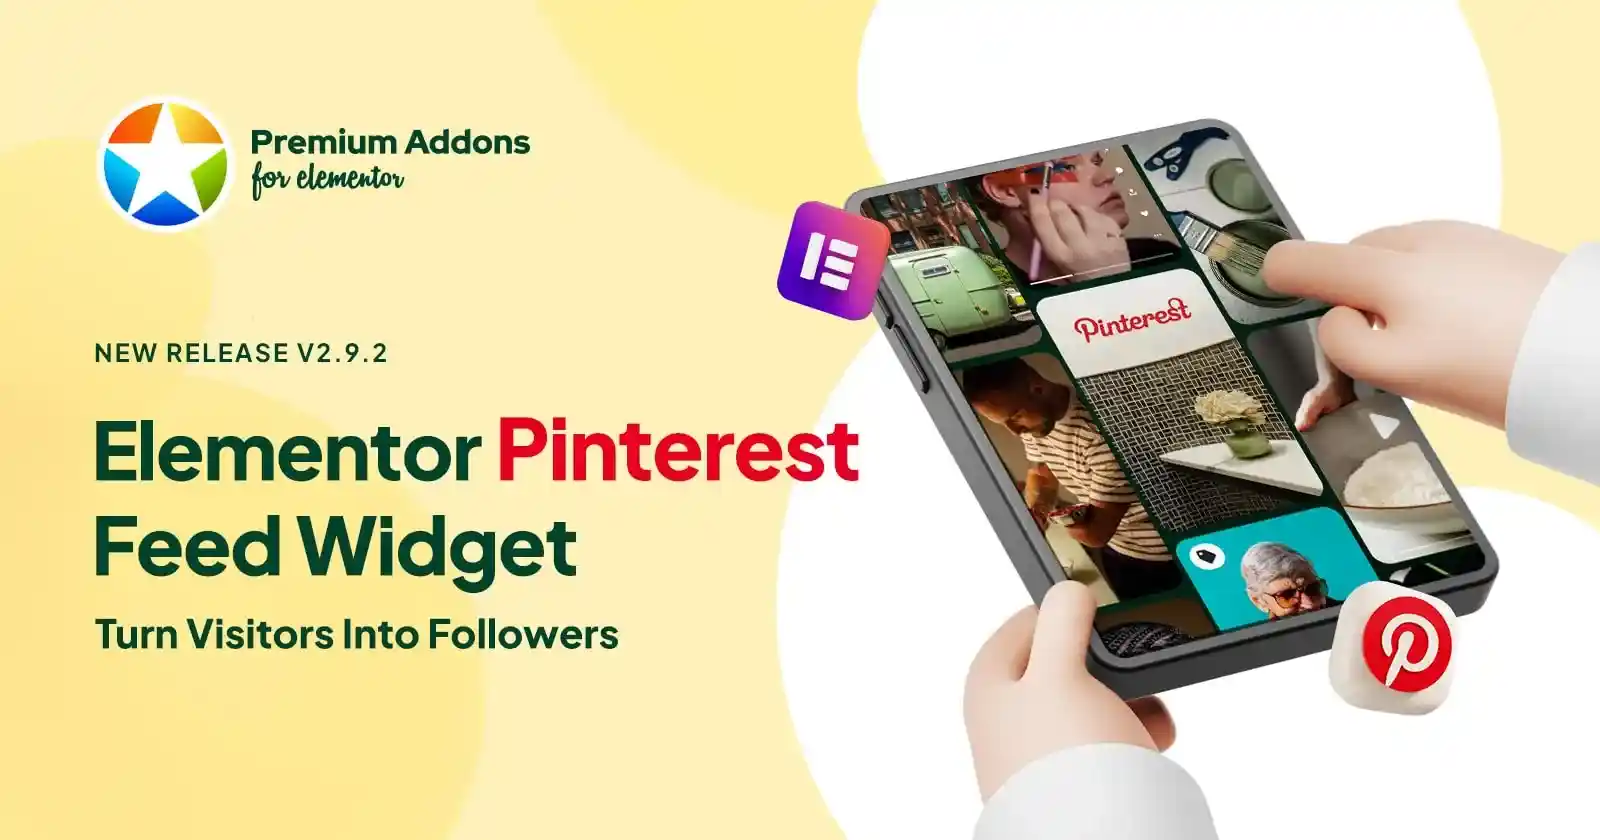 Premium Addons
for elementor
NEW RELEASE V2.9.2
Elementor Pinterest
Feed Widget
Turn Visitors Into Followers
Pinterest